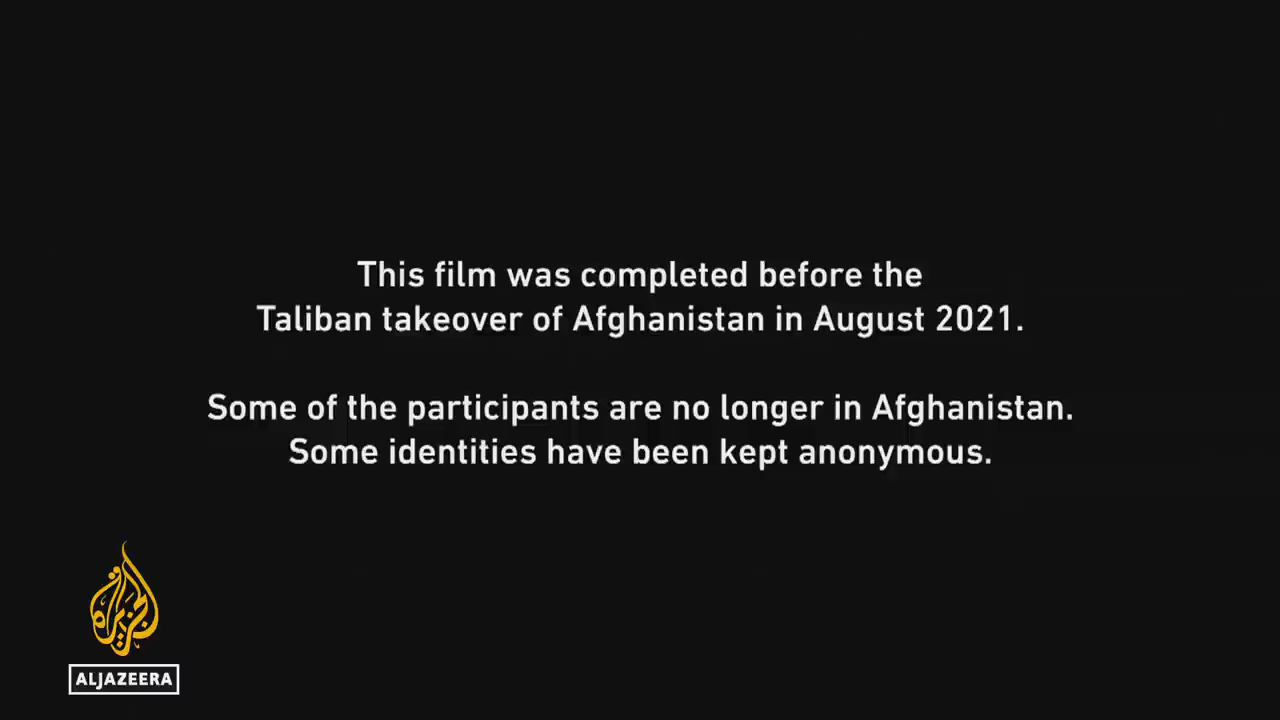 This film was completed before the
Taliban takeover of Afghanistan in August 2021.
Some of the participants are no longer in Afghanistan.
Some identities have been kept anonymous.
الجزيرة
ALJAZEERA